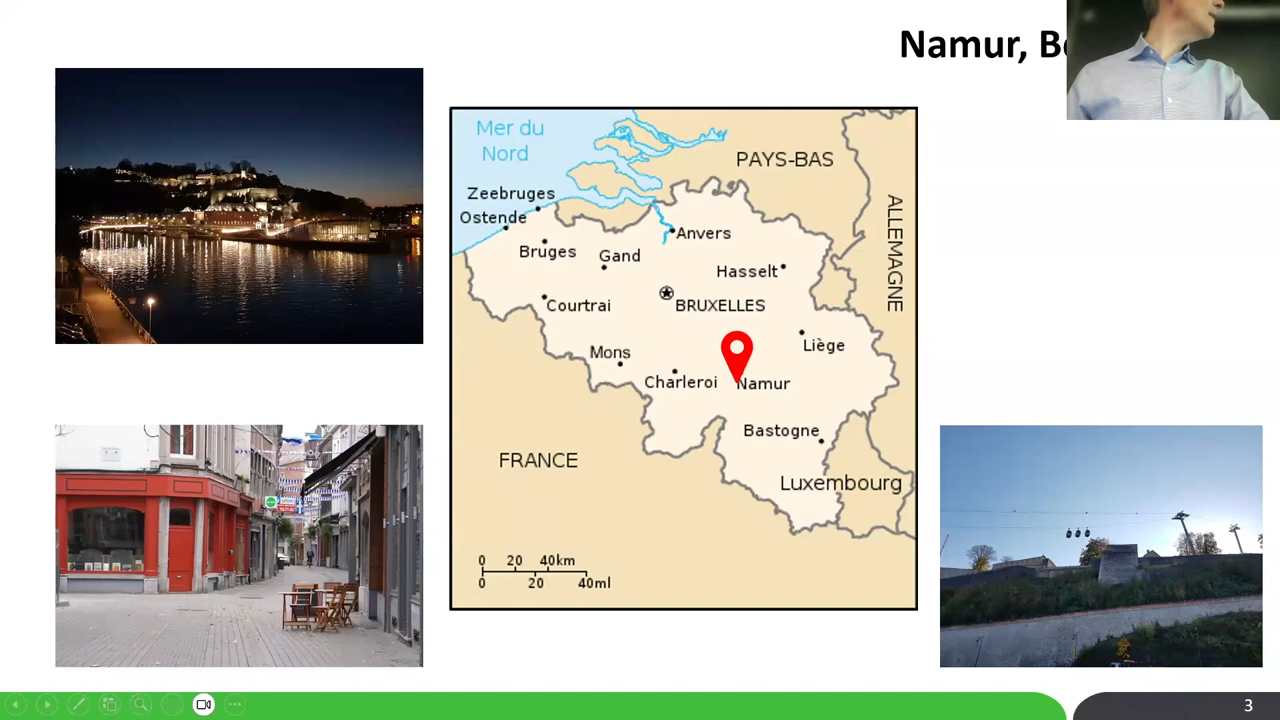 Namur, Be
Mer du
Nord
PAYS-BAS
ALLEMAGNE
Zeebruges
Ostende
Anvers
Bruges
Gand
Hasselt
BRUXELLES
Courtrai
Liège
Mons
Charleroi
Namur
Bastogne
FRANCE
Luxembourg
0 20 40km
0 20 40ml
3